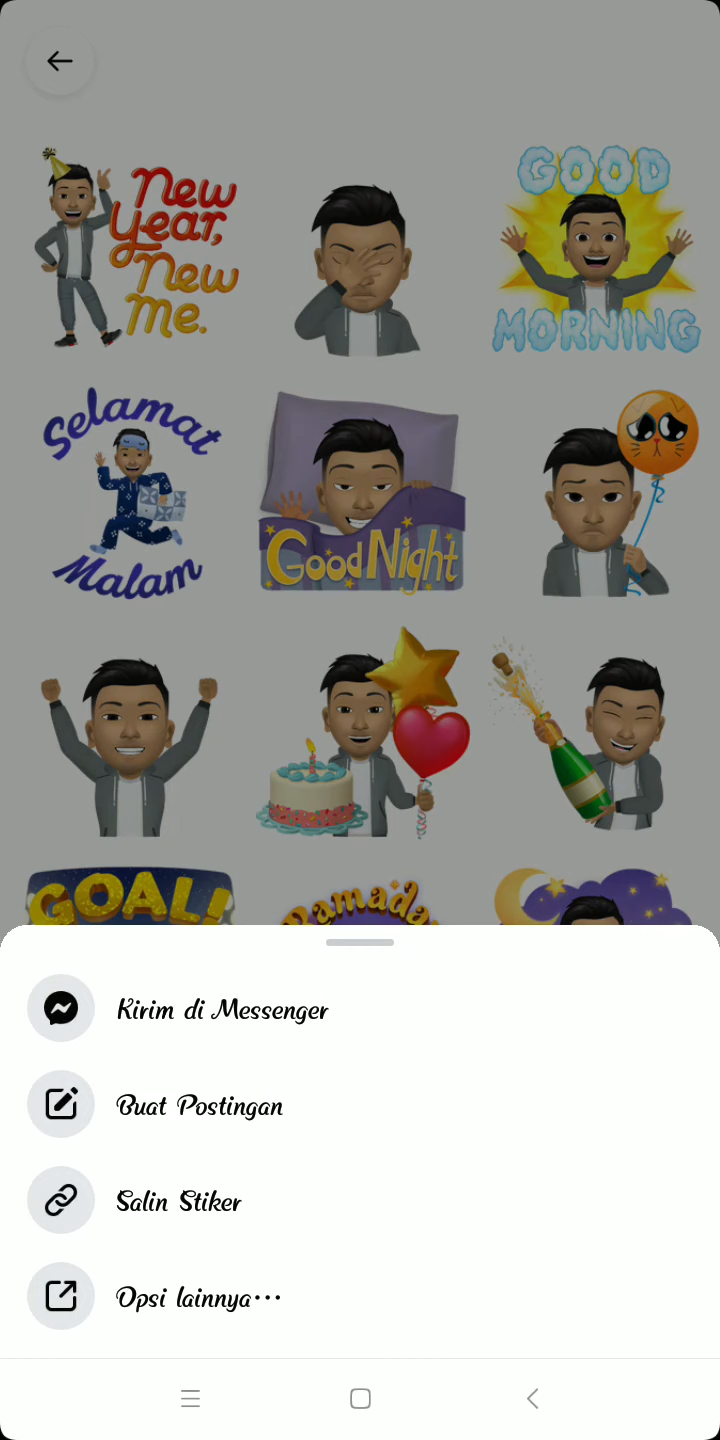 New
Year,
New
Me.
GOOD
MORNING
Selamat
Malam
Good Night
GOAL!
Ramadan
Kirim di Messenger
Buat Postingan
Salin Stiker
Opsi lainnya...